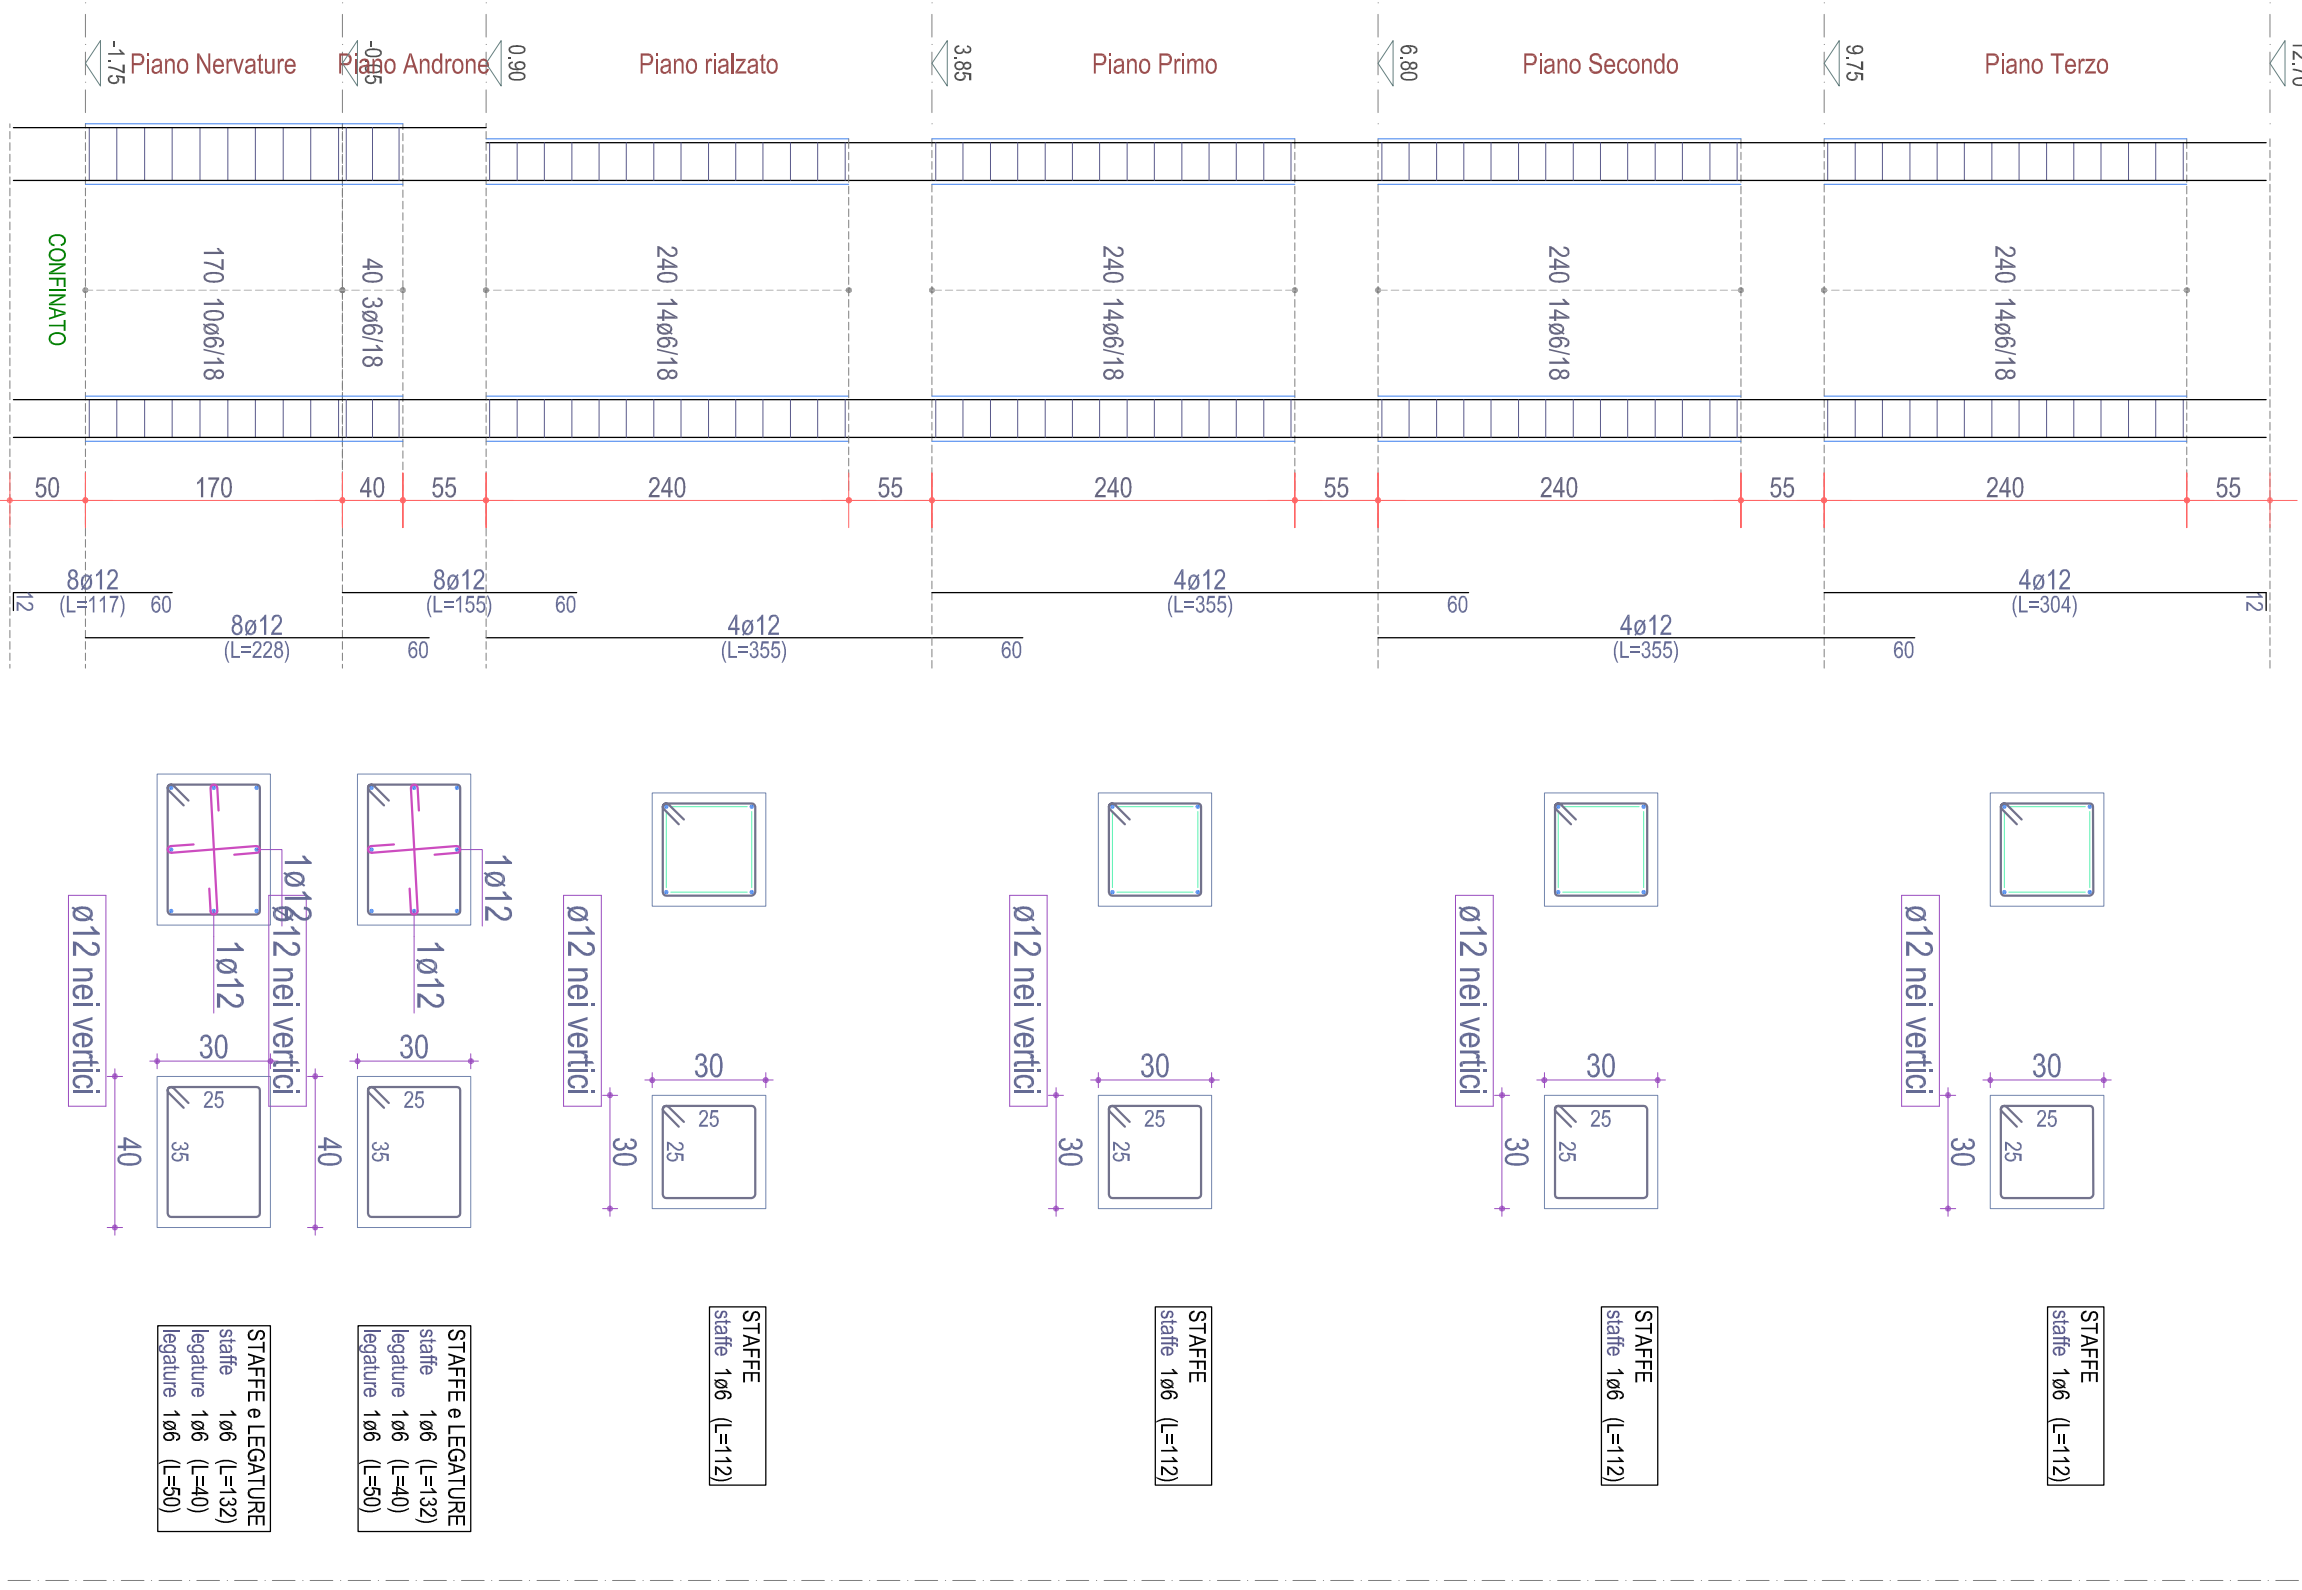 -1.75
Piano Nervature
Piano Androne
0.90
Piano rialzato
3.85
Piano Primo
6.80
Piano Secondo
9.75
Piano Terzo
12.70
CONFINATO
170 10ø6/18
40 3ø6/18
240 14ø6/18
240 14ø6/18
240 14ø6/18
240 14ø6/18
50
170
40
55
240
55
240
55
240
55
240
55
8ø12
(L=117)
60
12
8ø12
(L=155)
60
4ø12
(L=355)
60
4ø12
(L=304)
12
8ø12
(L=228)
60
4ø12
(L=355)
60
4ø12
(L=355)
60
1ø12
1ø12
ø12 nei vertici
1ø12
1ø12
ø12 nei vertici
ø12 nei vertici
ø12 nei vertici
ø12 nei vertici
ø12 nei vertici
30
25
35
40
30
25
35
40
30
25
25
30
30
25
25
30
30
25
25
30
30
25
25
30
STAFFE e LEGATURE
staffe 1ø6 (L=132)
legature 1ø6 (L=40)
legature 1ø6 (L=50)
STAFFE e LEGATURE
staffe 1ø6 (L=132)
legature 1ø6 (L=40)
legature 1ø6 (L=50)
STAFFE
staffe 1ø6 (L=112)
STAFFE
staffe 1ø6 (L=112)
STAFFE
staffe 1ø6 (L=112)
STAFFE
staffe 1ø6 (L=112)